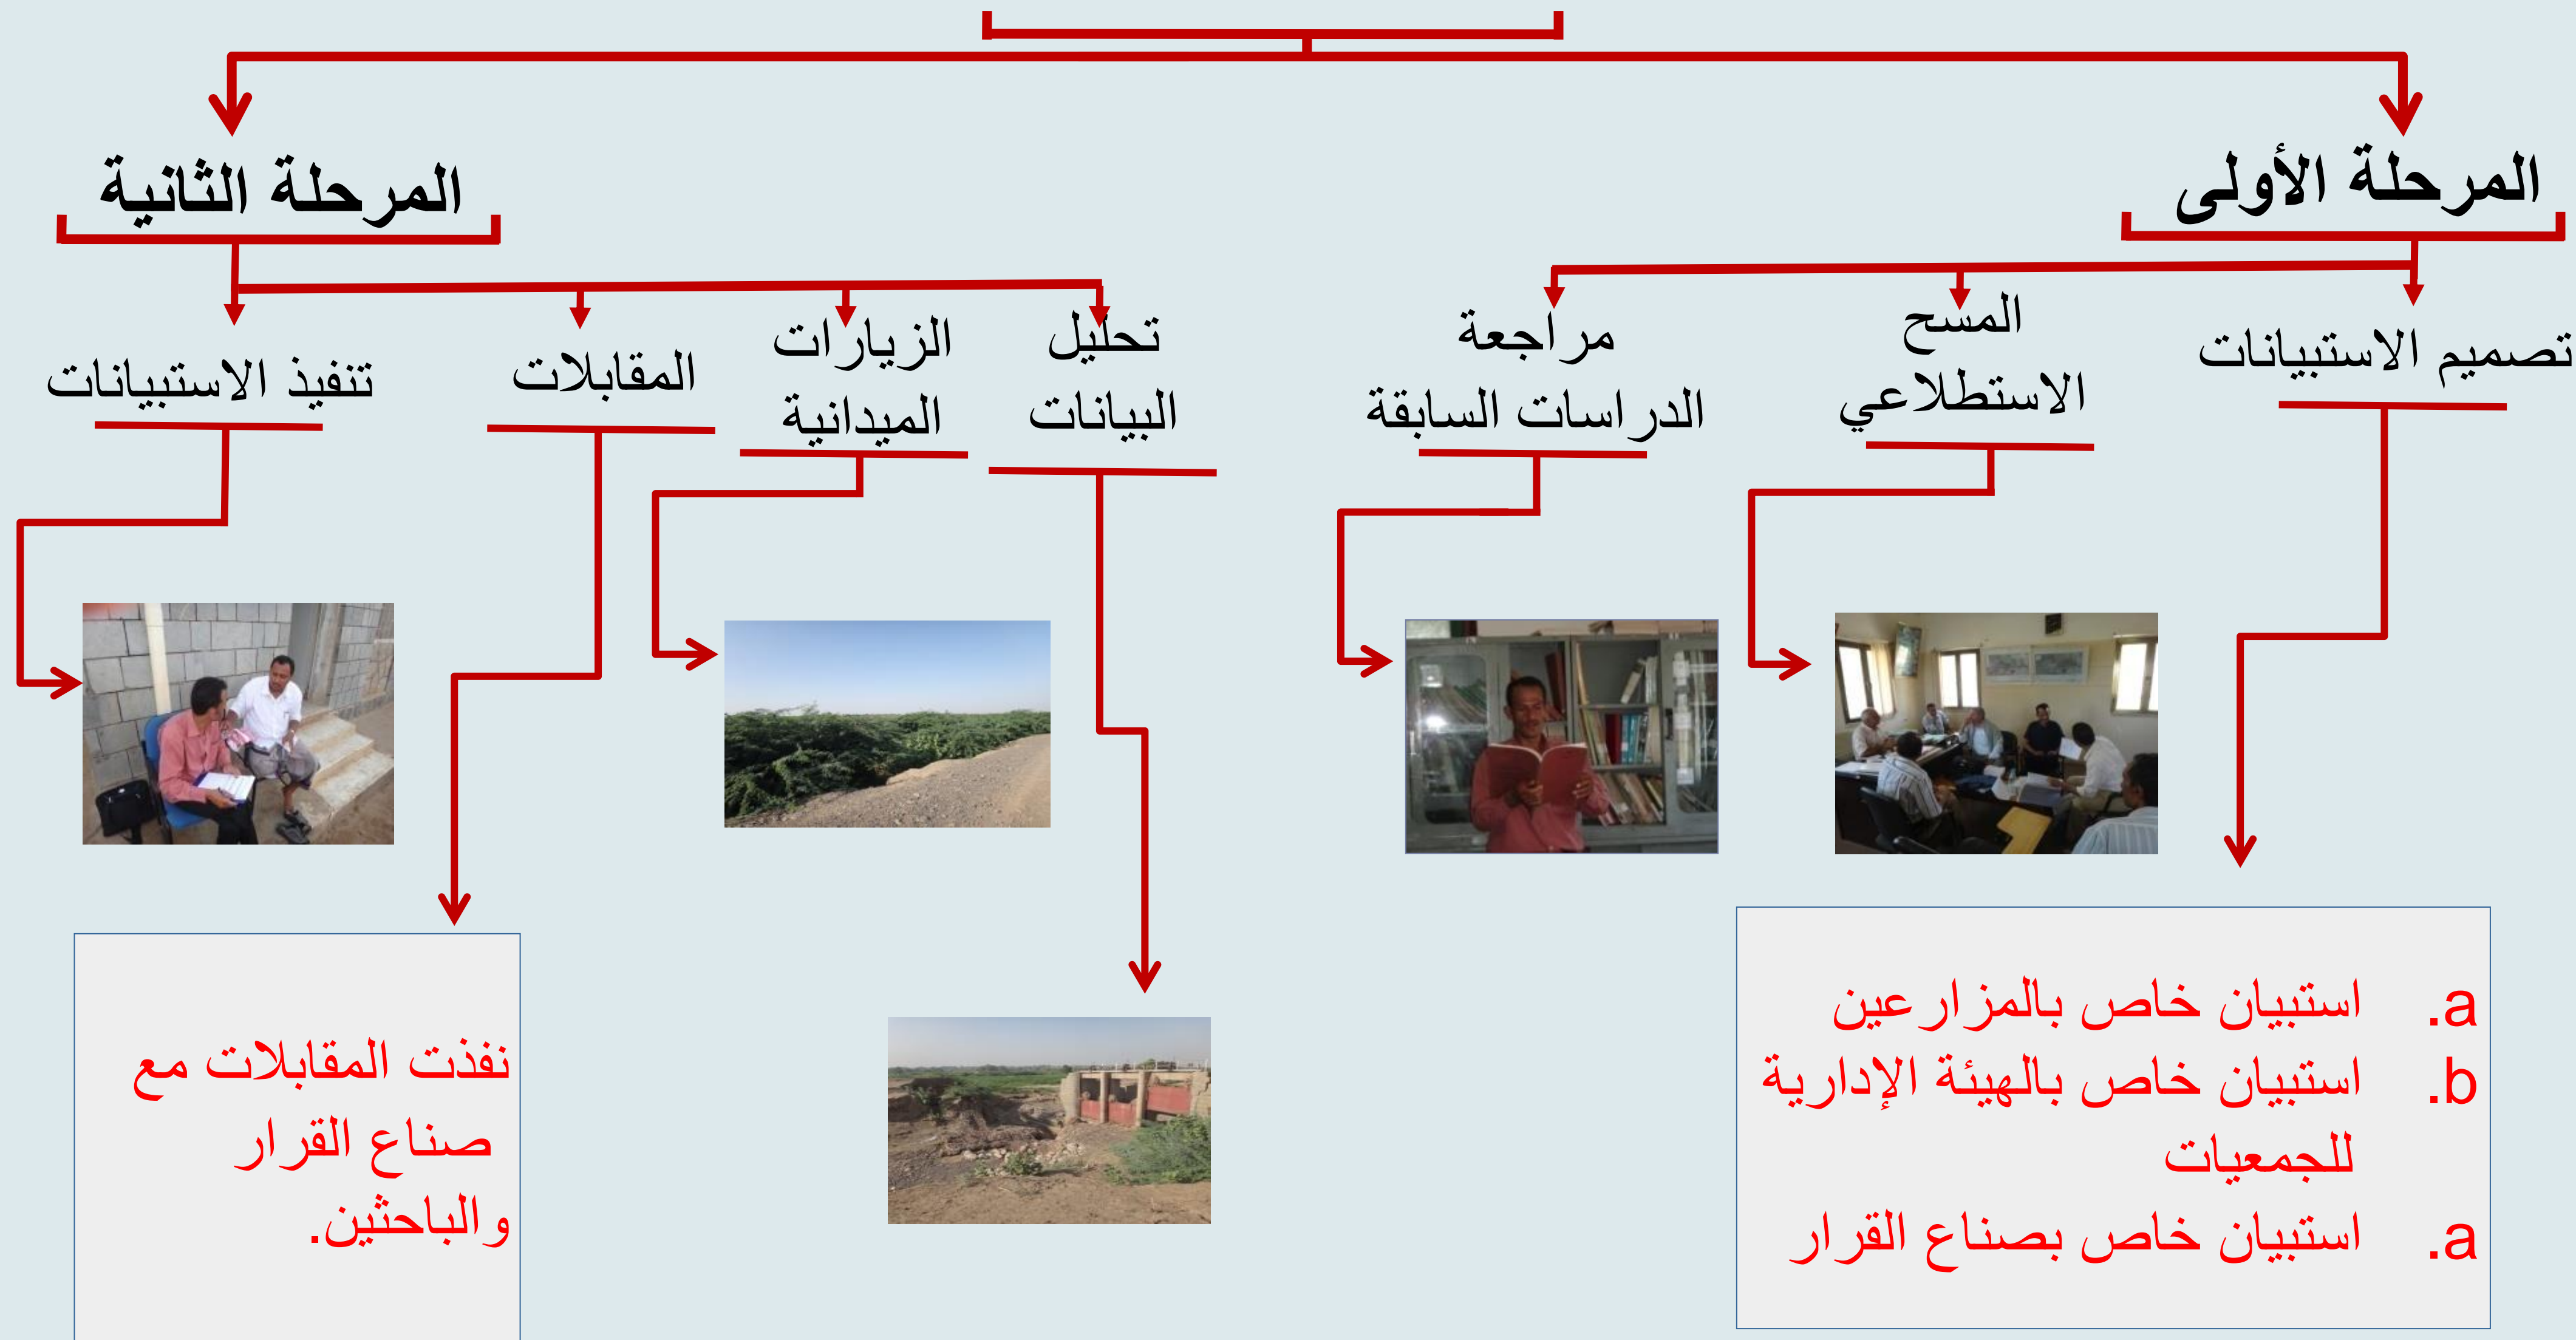 المرحلة الأولى
المرحلة الثانية
تصميم الاستبيانات
المسح
الاستطلاعي
مراجعة
الدراسات السابقة
تحليل
البيانات
الزيارات
الميدانية
المقابلات
تنفيذ الاستبيانات
a. استبيان خاص بالمزارعين
b. استبيان خاص بالهيئة الإدارية
للجمعيات
a. استبيان خاص بصناع القرار
نفذت المقابلات مع
صناع القرار
والباحثين.